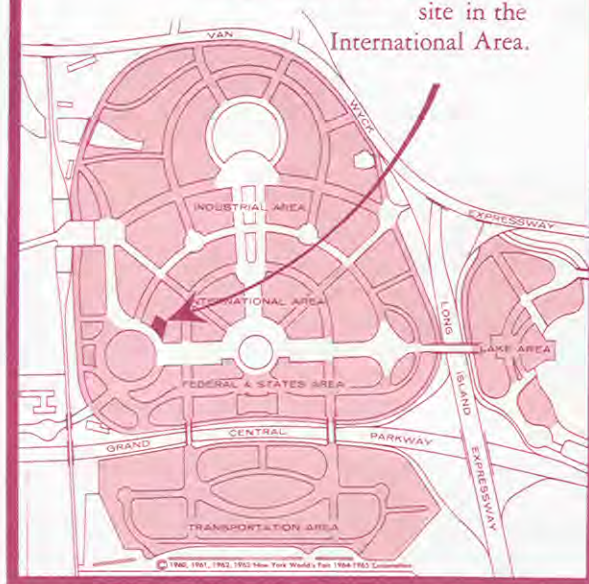 site in the
International Area.
VAN
WYCK
EXPRESSWAY
INDUSTRIAL AREA
INTERNATIONAL AREA
LONG
ISLAND
EXPRESSWAY
LAKE AREA
FEDERAL & STATES AREA
GRAND
CENTRAL
PARKWAY
TRANSPORTATION AREA
© 1960, 1961, 1962, 1963 New York World's Fair 1964-1965 Corporation